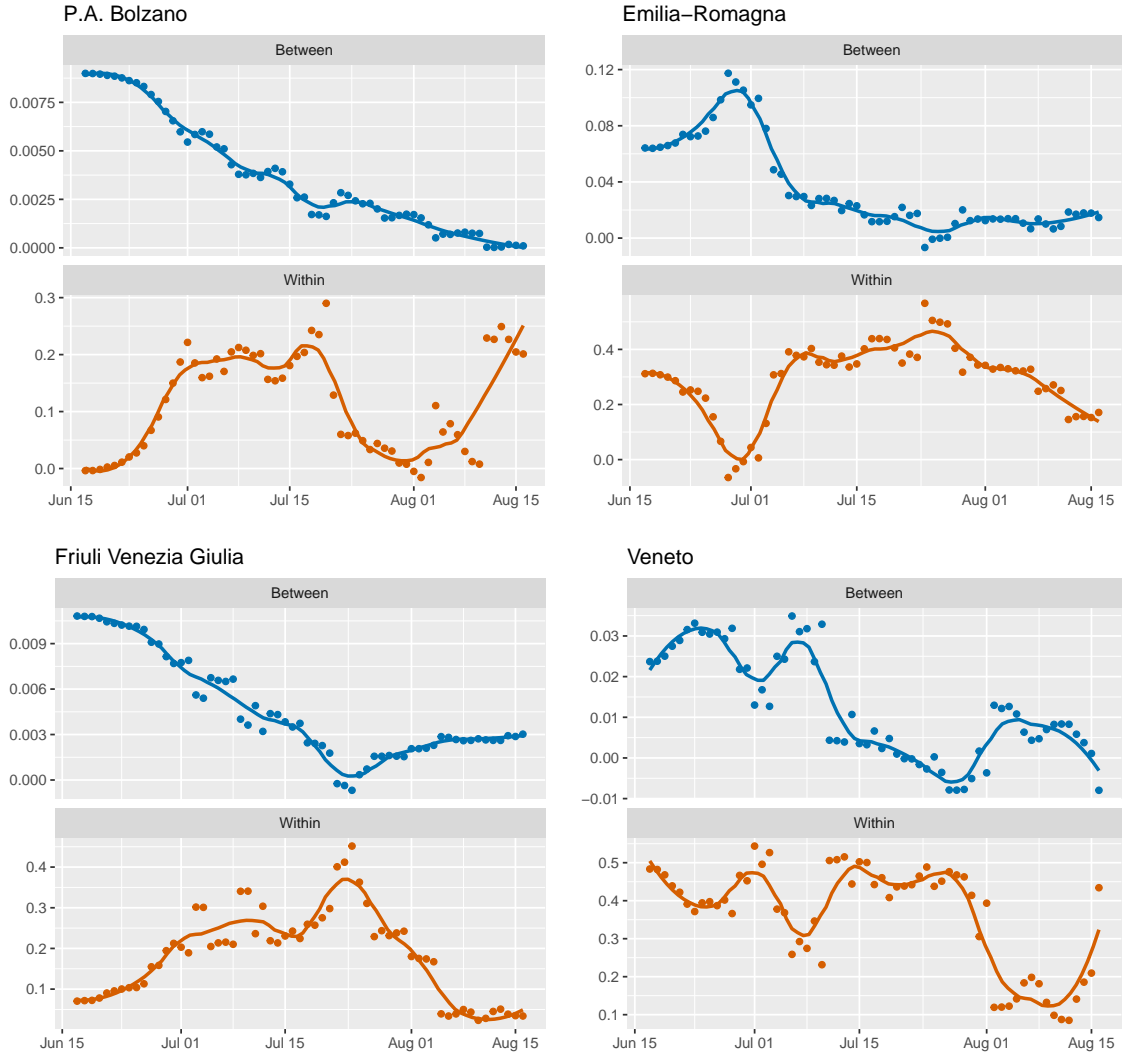 P.A. Bolzano
Between
0.0075
0.0050
0.0025
0.0000
Within
0.3
0.2
0.1
0.0
Jun 15 Jul 01 Jul 15 Aug 01 Aug 15
Emilia−Romagna
Between
0.12
0.08
0.04
0.00
Within
0.4
0.2
0.0
Jun 15 Jul 01 Jul 15 Aug 01 Aug 15
Friuli Venezia Giulia
Between
0.009
0.006
0.003
0.000
Within
0.4
0.3
0.2
0.1
Jun 15 Jul 01 Jul 15 Aug 01 Aug 15
Veneto
Between
0.03
0.02
0.01
0.00
−0.01
Within
0.5
0.4
0.3
0.2
0.1
Jun 15 Jul 01 Jul 15 Aug 01 Aug 15